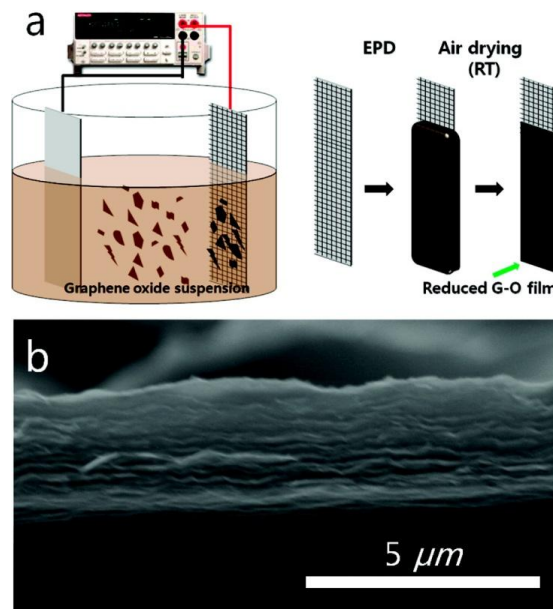 a
EPD
Air drying
(RT)
Graphene oxide suspension
Reduced G-O film
b
5 μm